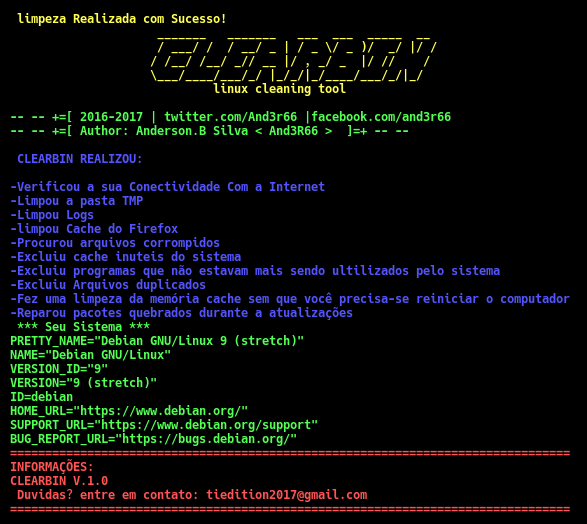 limpeza Realizada com Sucesso!
CLEARBIN
linux cleaning tool
-- -- +=[ 2016-2017 | twitter.com/And3r66 |facebook.com/and3r66
-- -- +=[ Author: Anderson.B Silva < And3R66 >  ]=+ -- --
CLEARBIN REALIZOU:
-Verificou a sua Conectividade Com a Internet
-Limpou a pasta TMP
-Limpou Logs
-limpou Cache do Firefox
-Procurou arquivos corrompidos
-Excluiu cache inuteis do sistema
-Excluiu programas que não estavam mais sendo ultilizados pelo sistema
-Excluiu Arquivos duplicados
-Fez uma limpeza da memória cache sem que você precisa-se reiniciar o computador
-Reparou pacotes quebrados durante a atualizações
*** Seu Sistema ***
PRETTY_NAME="Debian GNU/Linux 9 (stretch)"
NAME="Debian GNU/Linux"
VERSION_ID="9"
VERSION="9 (stretch)"
ID=debian
HOME_URL="https://www.debian.org/"
SUPPORT_URL="https://www.debian.org/support"
BUG_REPORT_URL="https://bugs.debian.org/"
================================================================================
INFORMAÇÕES:
CLEARBIN V.1.0
Duvidas? entre em contato: tiedition2017@gmail.com
================================================================================